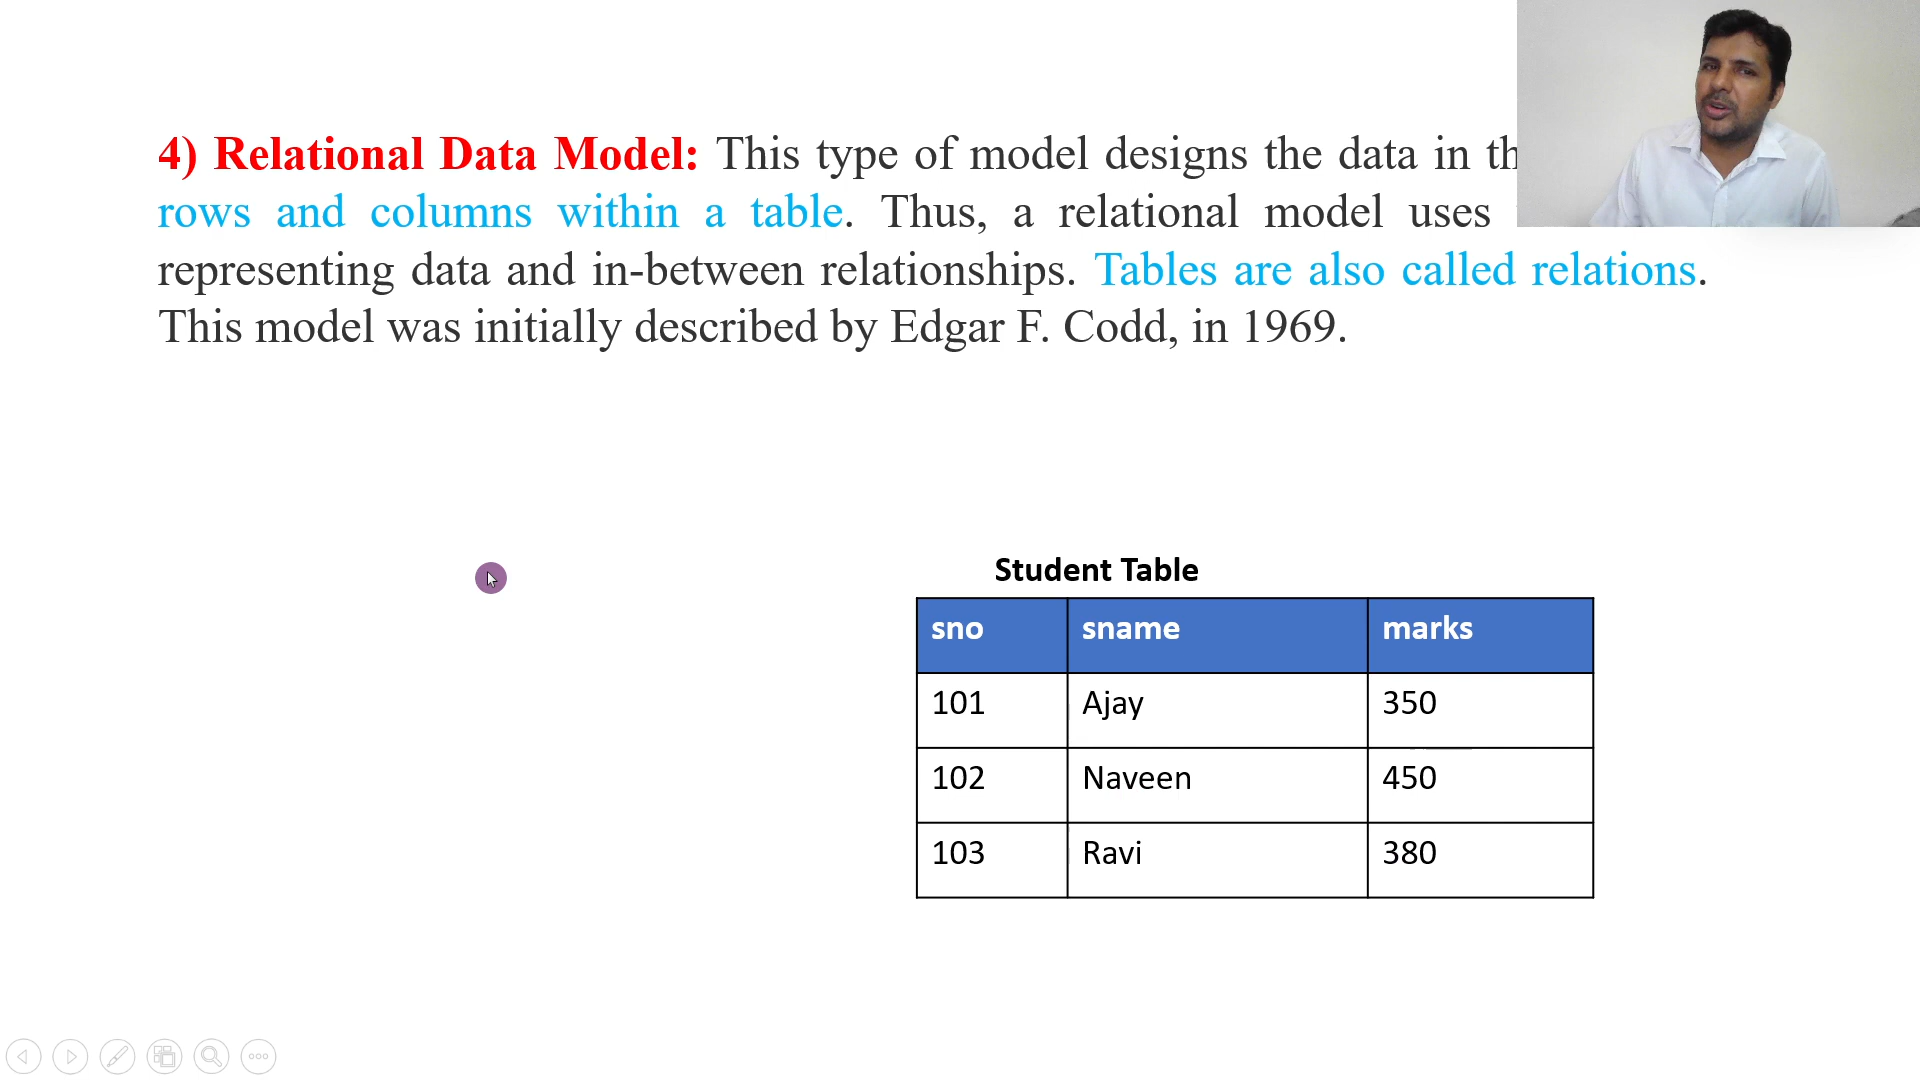 4) Relational Data Model: This type of model designs the data in
rows and columns within a table. Thus, a relational model uses
representing data and in-between relationships. Tables are also called relations.
This model was initially described by Edgar F. Codd, in 1969.
Student Table
sno sname marks
101 Ajay 350
102 Naveen 450
103 Ravi 380